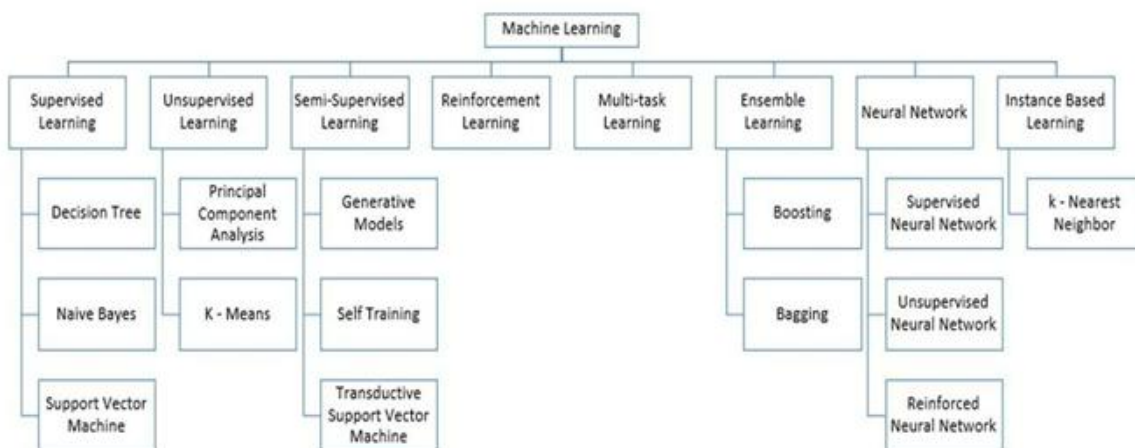 Machine Learning
Supervised
Learning
Unsupervised
Learning
Semi-Supervised
Learning
Reinforcement
Learning
Multi-task
Learning
Ensemble
Learning
Neural Network
Instance Based
Learning
Decision Tree
Principal
Component
Analysis
Generative
Models
Boosting
Supervised
Neural Network
k - Nearest
Neighbor
Naive Bayes
K - Means
Self Training
Bagging
Unsupervised
Neural Network
Support Vector
Machine
Transductive
Support Vector
Machine
Reinforced
Neural Network